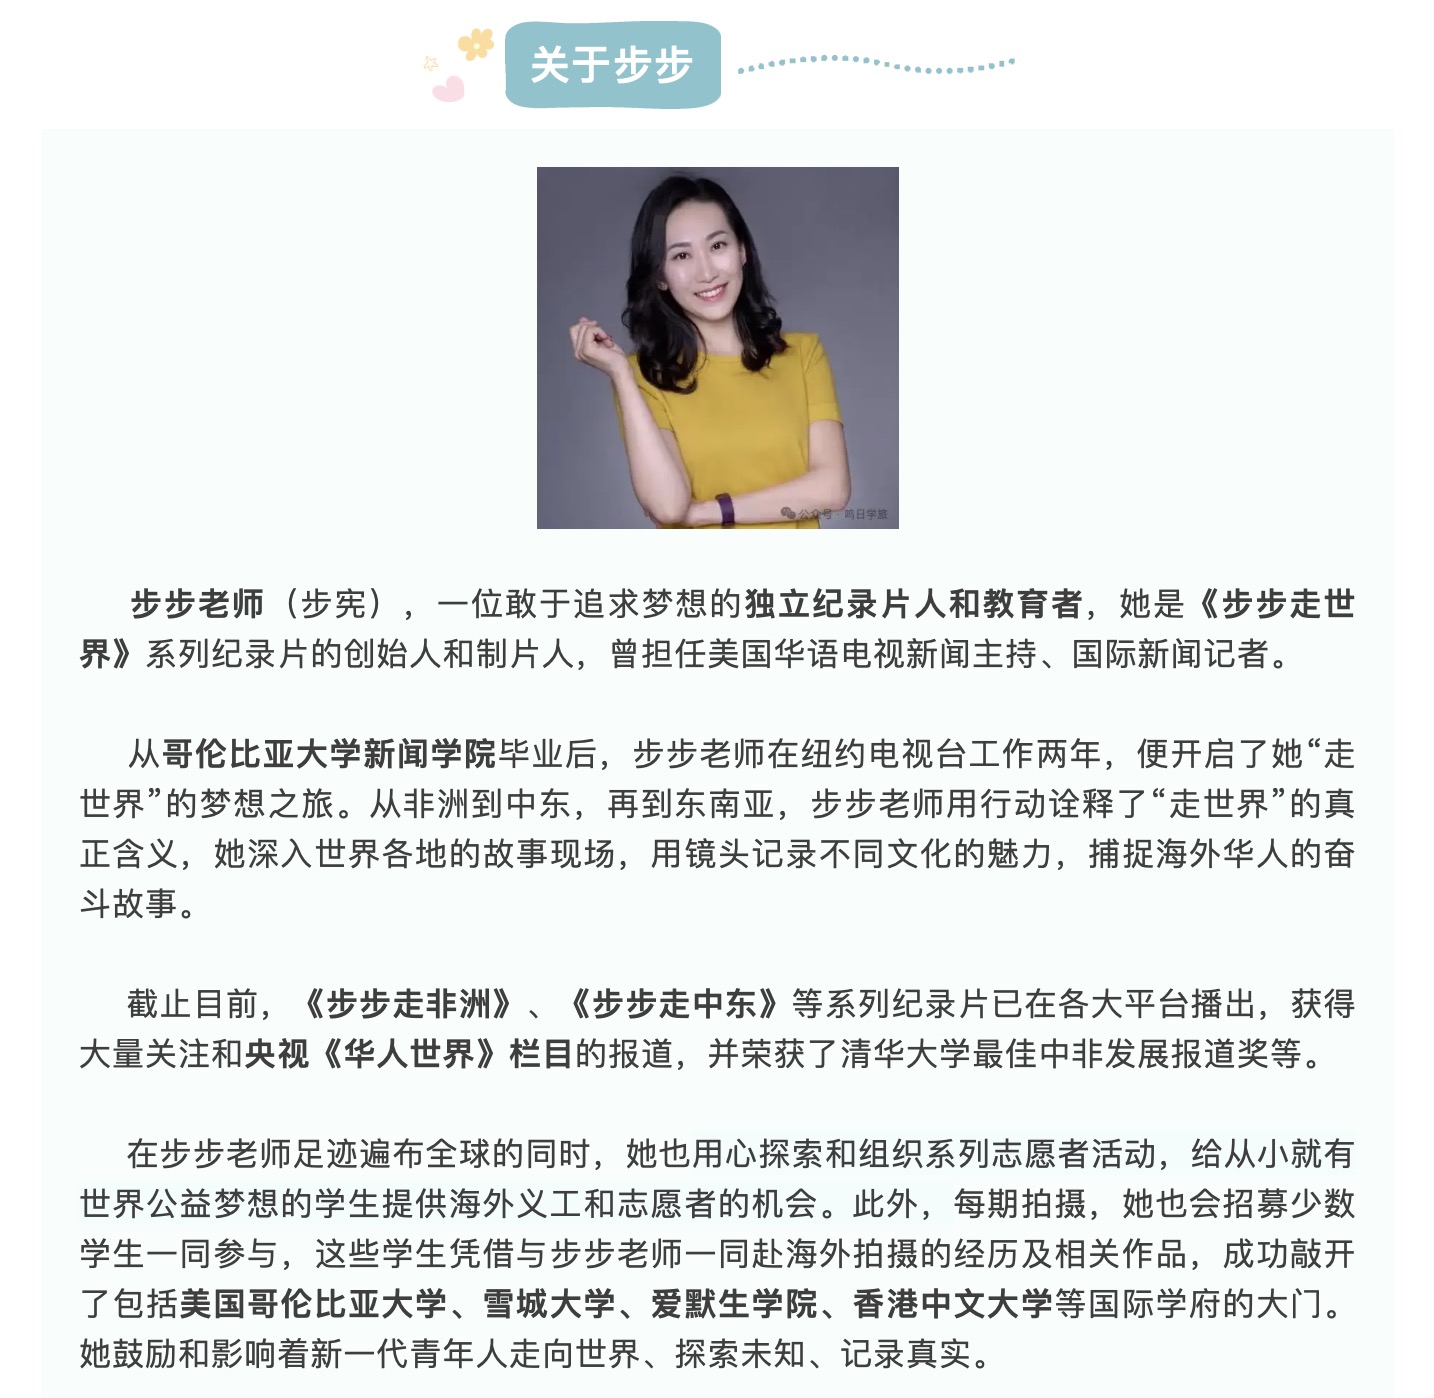 关于步步
公众号 · 鸣日学旅
步步老师（步宪），一位敢于追求梦想的独立纪录片人和教育者，她是《步步走世
界》系列纪录片的创始人和制片人，曾担任美国华语电视新闻主持、国际新闻记者。
从哥伦比亚大学新闻学院毕业后，步步老师在纽约电视台工作两年，便开启了她“走
世界”的梦想之旅。从非洲到中东，再到东南亚，步步老师用行动诠释了“走世界”的真
正含义，她深入世界各地的故事现场，用镜头记录不同文化的魅力，捕捉海外华人的奋
斗故事。
截止目前，《步步走非洲》、《步步走中东》等系列纪录片已在各大平台播出，获得
大量关注和央视《华人世界》栏目的报道，并荣获了清华大学最佳中非发展报道奖等。
在步步老师足迹遍布全球的同时，她也用心探索和组织系列志愿者活动，给从小就有
世界公益梦想的学生提供海外义工和志愿者的机会。此外，每期拍摄，她也会招募少数
学生一同参与，这些学生凭借与步步老师一同赴海外拍摄的经历及相关作品，成功敲开
了包括美国哥伦比亚大学、雪城大学、爱默生学院、香港中文大学等国际学府的大门。
她鼓励和影响着新一代青年人走向世界、探索未知、记录真实。